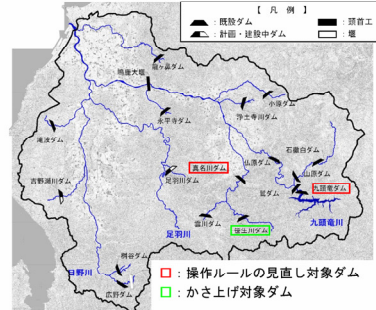 【 凡 例 】
：既設ダム
：頭首工
：計画・建設中ダム
：堰
龍ヶ鼻ダム
鳴鹿大堰
小原ダム
永平寺ダム
浄土寺川ダム
滝波ダム
石徹白ダム
仏原ダム
真名川ダム
山原ダム
足羽川ダム
九頭竜ダム
吉野瀬川ダム
雲川ダム
笹生川ダム
九頭竜川
足羽川
日野川
桝谷ダム
広野ダム
：操作ルールの見直し対象ダム
：かさ上げ対象ダム